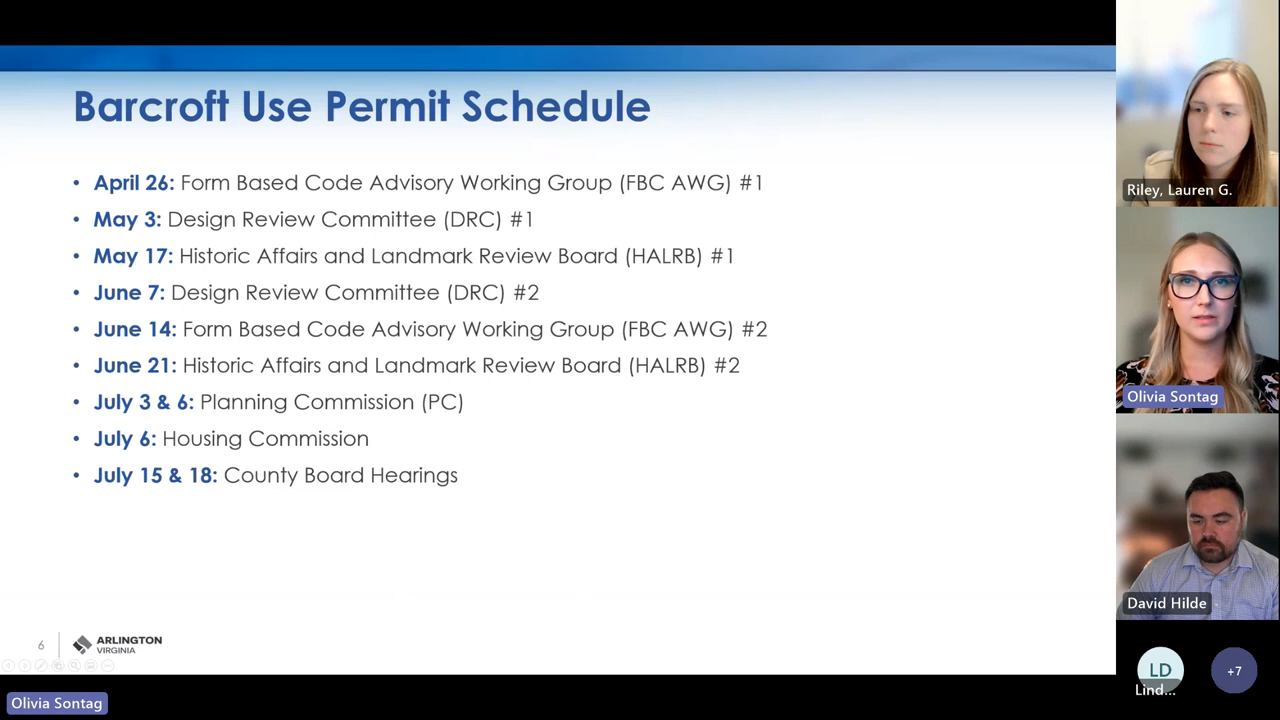 Barcroft Use Permit Schedule
• April 26: Form Based Code Advisory Working Group (FBC AWG) #1
• May 3: Design Review Committee (DRC) #1
• May 17: Historic Affairs and Landmark Review Board (HALRB) #1
• June 7: Design Review Committee (DRC) #2
• June 14: Form Based Code Advisory Working Group (FBC AWG) #2
• June 21: Historic Affairs and Landmark Review Board (HALRB) #2
• July 3 & 6: Planning Commission (PC)
• July 6: Housing Commission
• July 15 & 18: County Board Hearings
6
ARLINGTON
VIRGINIA
Olivia Sontag
Riley, Lauren G.
Olivia Sontag
David Hilde
LD
Lind...
+7